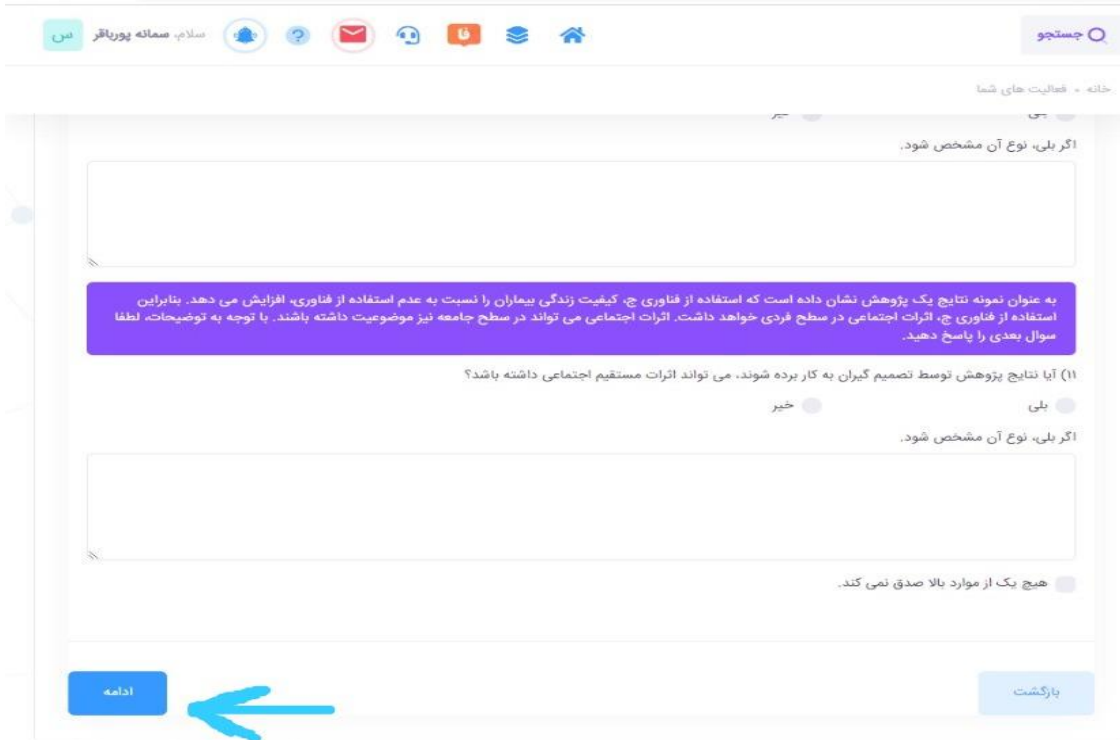 جستجو
سلام، سمانه پورباقر
س
?
فا
خانه • فعالیت های شما
بلی
خیر
اگر بلی، نوع آن مشخص شود.
به عنوان نمونه نتایج یک پژوهش نشان داده است که استفاده از فناوری ج، کیفیت زندگی بیماران را نسبت به عدم استفاده از فناوری، افزایش می دهد. بنابراین
استفاده از فناوری ج، اثرات اجتماعی در سطح فردی خواهد داشت. اثرات اجتماعی می تواند در سطح جامعه نیز موضوعیت داشته باشند. با توجه به توضیحات، لطفا
سوال بعدی را پاسخ دهید.
۱۱) آیا نتایج پژوهش توسط تصمیم گیران به کار برده شوند، می تواند اثرات مستقیم اجتماعی داشته باشد؟
بلی
خیر
اگر بلی، نوع آن مشخص شود.
هیچ یک از موارد بالا صدق نمی کند.
بازگشت
ادامه